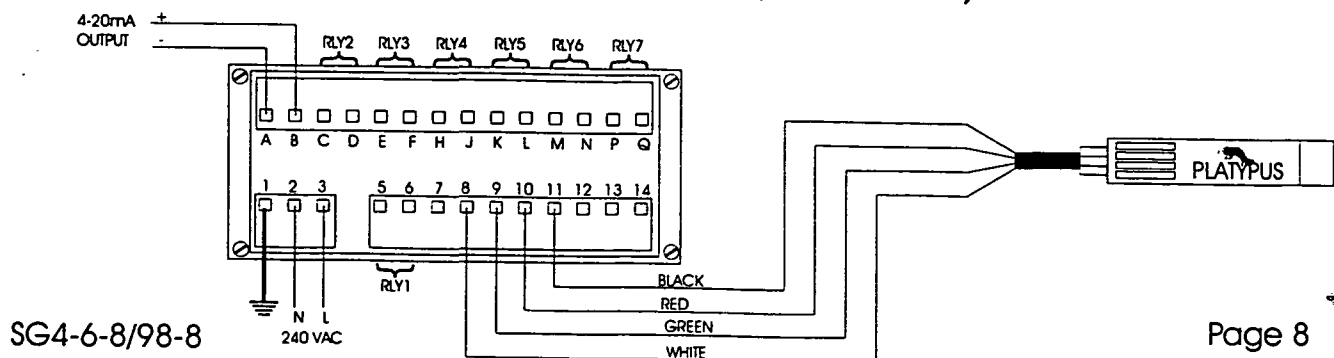 4-20mA +
OUTPUT -
RLY2 RLY3 RLY4 RLY5 RLY6 RLY7
A B C D E F H J K L M N P Q
1 2 3 5 6 7 8 9 10 11 12 13 14
PLATYPUS
RLY1
BLACK
RED
GREEN
WHITE
N L
240 VAC
SG4-6-8/98-8
Page 8